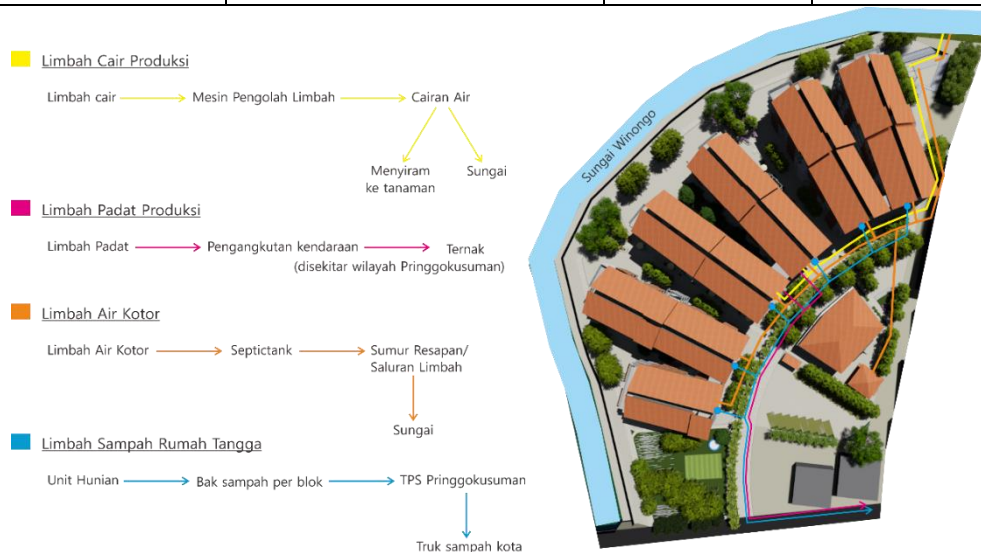 Limbah Cair Produksi
Limbah cair Mesin Pengolah Limbah Cairan Air
Menyiram Sungai
ke tanaman
Limbah Padat Produksi
Limbah Padat Pengangkutan kendaraan Ternak
(disekitar wilayah Pringgokusuman)
Limbah Air Kotor
Limbah Air Kotor Septictank Sumur Resapan/
Saluran Limbah
Sungai
Limbah Sampah Rumah Tangga
Unit Hunian Bak sampah per blok TPS Pringgokusuman
Truk sampah kota
Sungai Winongo